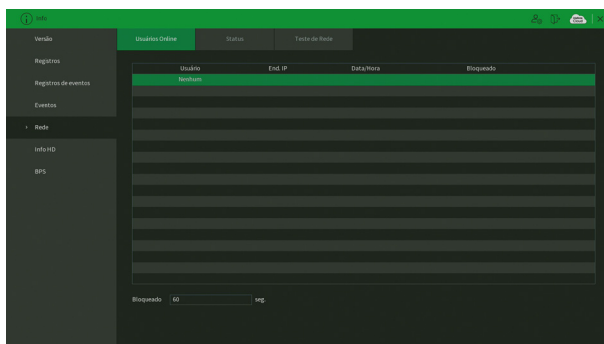 Info
Versão
Registros
Registros de eventos
Eventos
Rede
Info HD
BPS
Usuários Online Status Teste de Rede
Usuário End. IP Data/Hora Bloqueado
Nenhum
Bloqueado 60 seg.